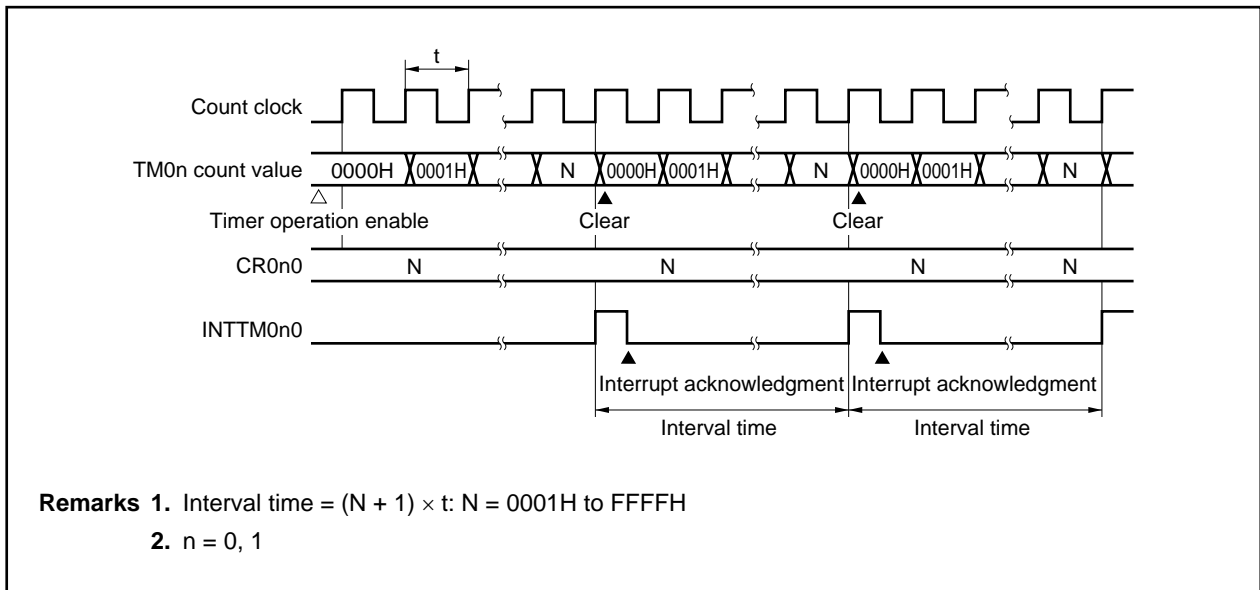 t
Count clock
TM0n count value 0000H 0001H N 0000H 0001H N 0000H 0001H N
Timer operation enable Clear Clear
CR0n0 N N N N
INTTM0n0
Interrupt acknowledgment Interrupt acknowledgment
Interval time Interval time
Remarks 1. Interval time = (N + 1) × t: N = 0001H to FFFFH
2. n = 0, 1